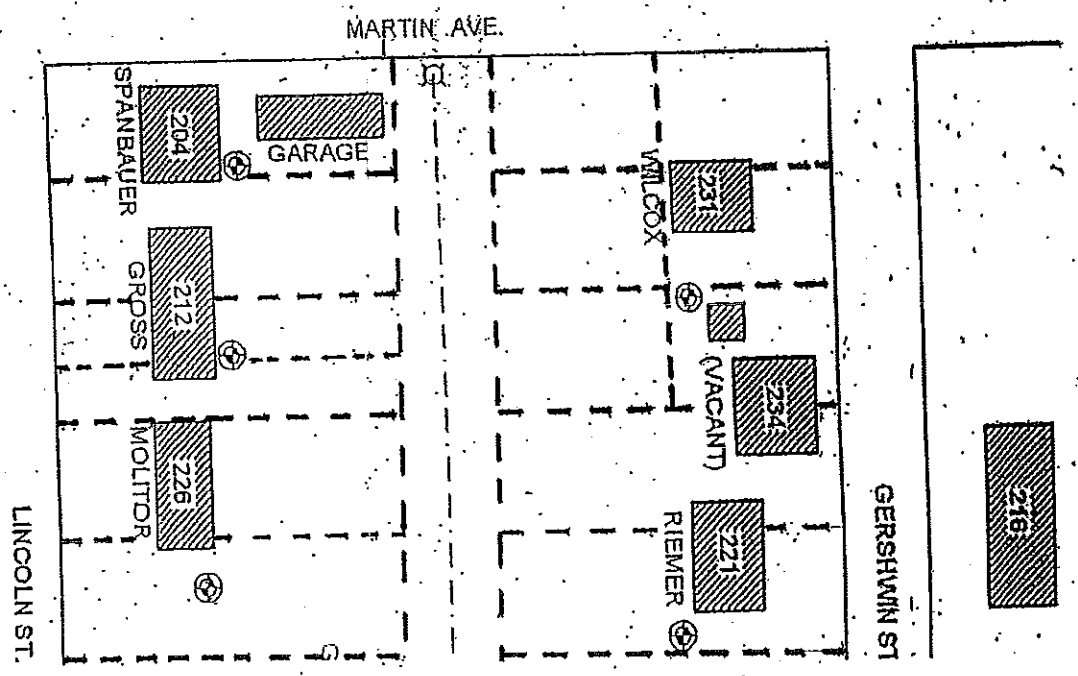 MARTIN AVE.
SPANBAUER
204
GARAGE
WILCOX
231
GROSS
212
(VACANT)
234
MOLITOR
226
RIEMER
221
216
LINCOLN ST.
GERSHWIN ST
G